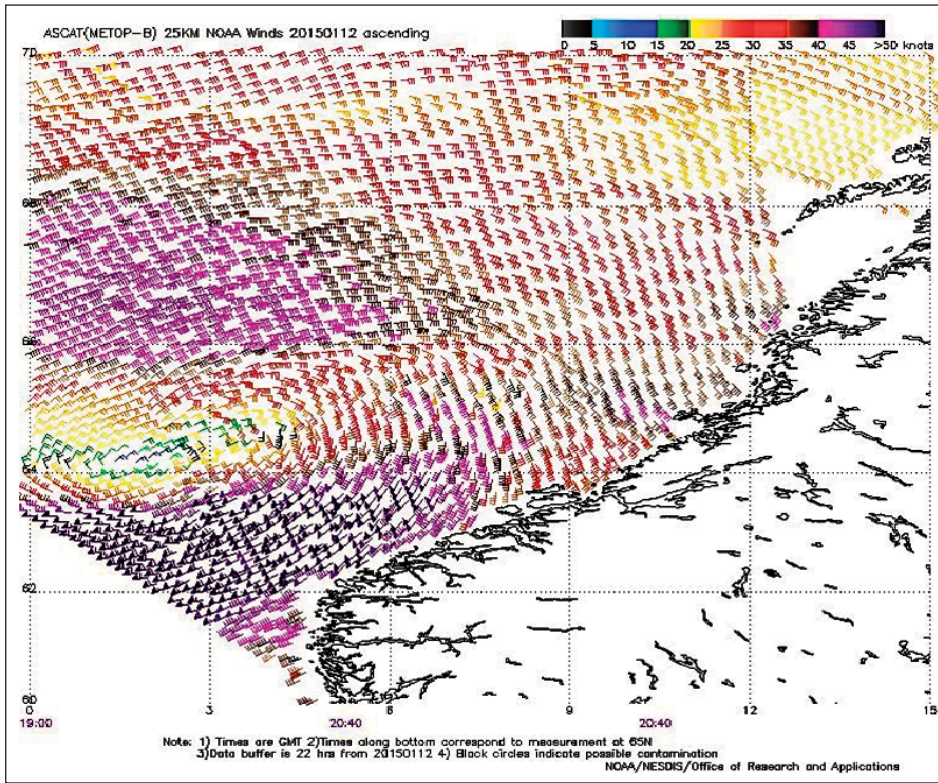 ASCAT(METOP-B) 25KM NOAA Winds 20150112 ascending
0 5 10 15 20 25 30 35 40 45 >50 knots
70
68
66
64
62
60
0 3 6 9 12 15
19:00 20:40 20:40
Note: 1) Times are GMT 2)Times along bottom correspond to measurement at 65N
3)Data buffer is 22 hrs from 20150112 4) Black circles indicate possible contamination
NOAA/NESDIS/Office of Research and Applications